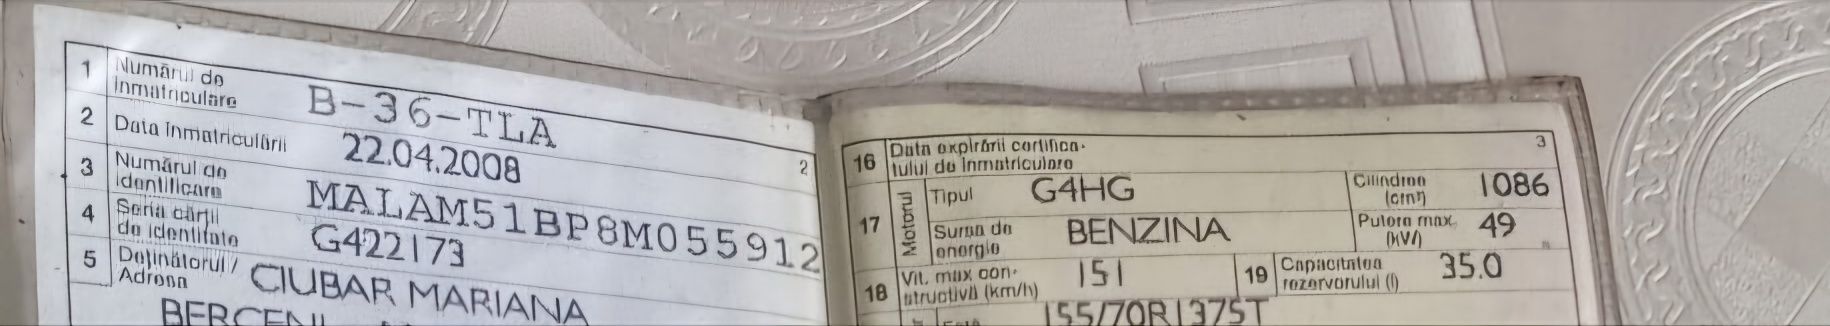 1 Numărul de înmatriculare B-36-TLA
2 Data înmatriculării 22.04.2008
3 Numărul de identificare MALAM51BP8M055912
4 Seria cărții de identitate G422173
5 Deținătorul / Adresa CIUBAR MARIANA
2
3
16 Data expirării certificatului de înmatriculare
17 Motorul Tipul G4HG Cilindree (cm³) 1086
Sursa de energie BENZINA Putere max. (kW) 49
18 Vit. max con-structivă (km/h) 151 19 Capacitatea rezervorului (l) 35.0
155/70R1375T